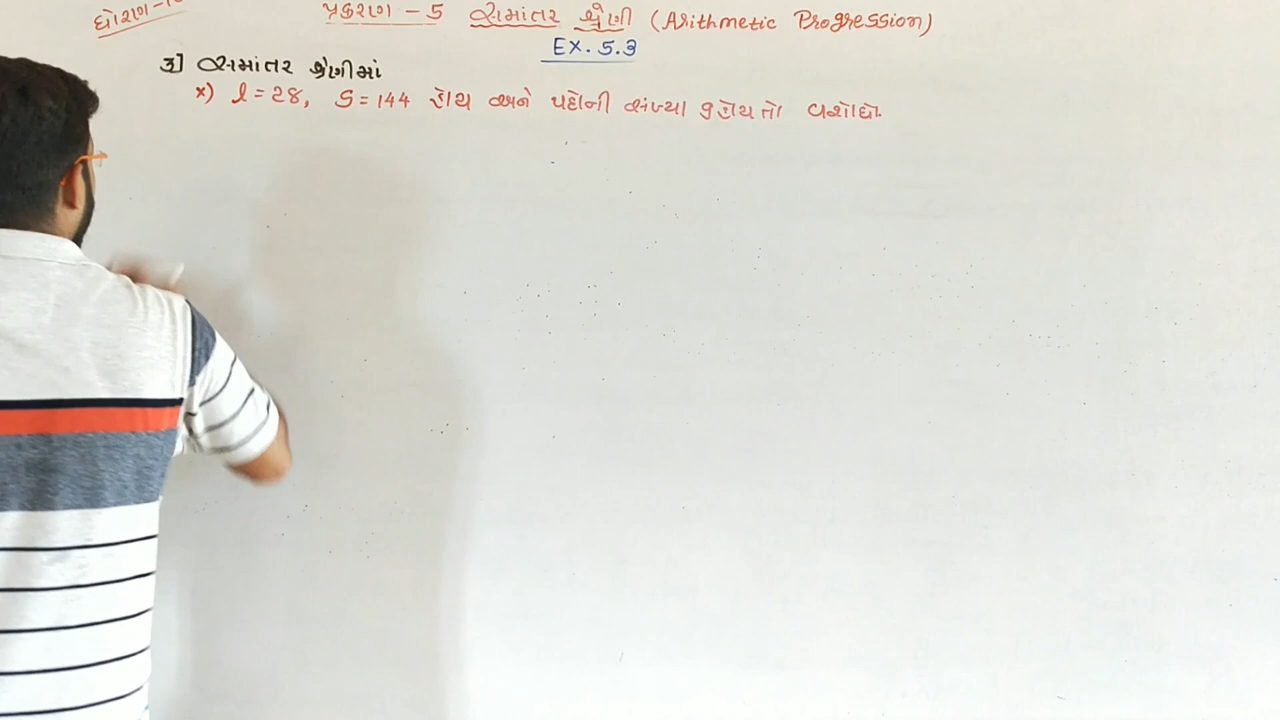 ધોરણ-10
પ્રકરણ - 5 સમાંતર શ્રેણી (Arithmetic Progression)
EX. 5.3
3] સમાંતર શ્રેણીમાં
x) l = 28, S = 144 હોય અને પદોની સંખ્યા 9 હોય તો a શોધો.